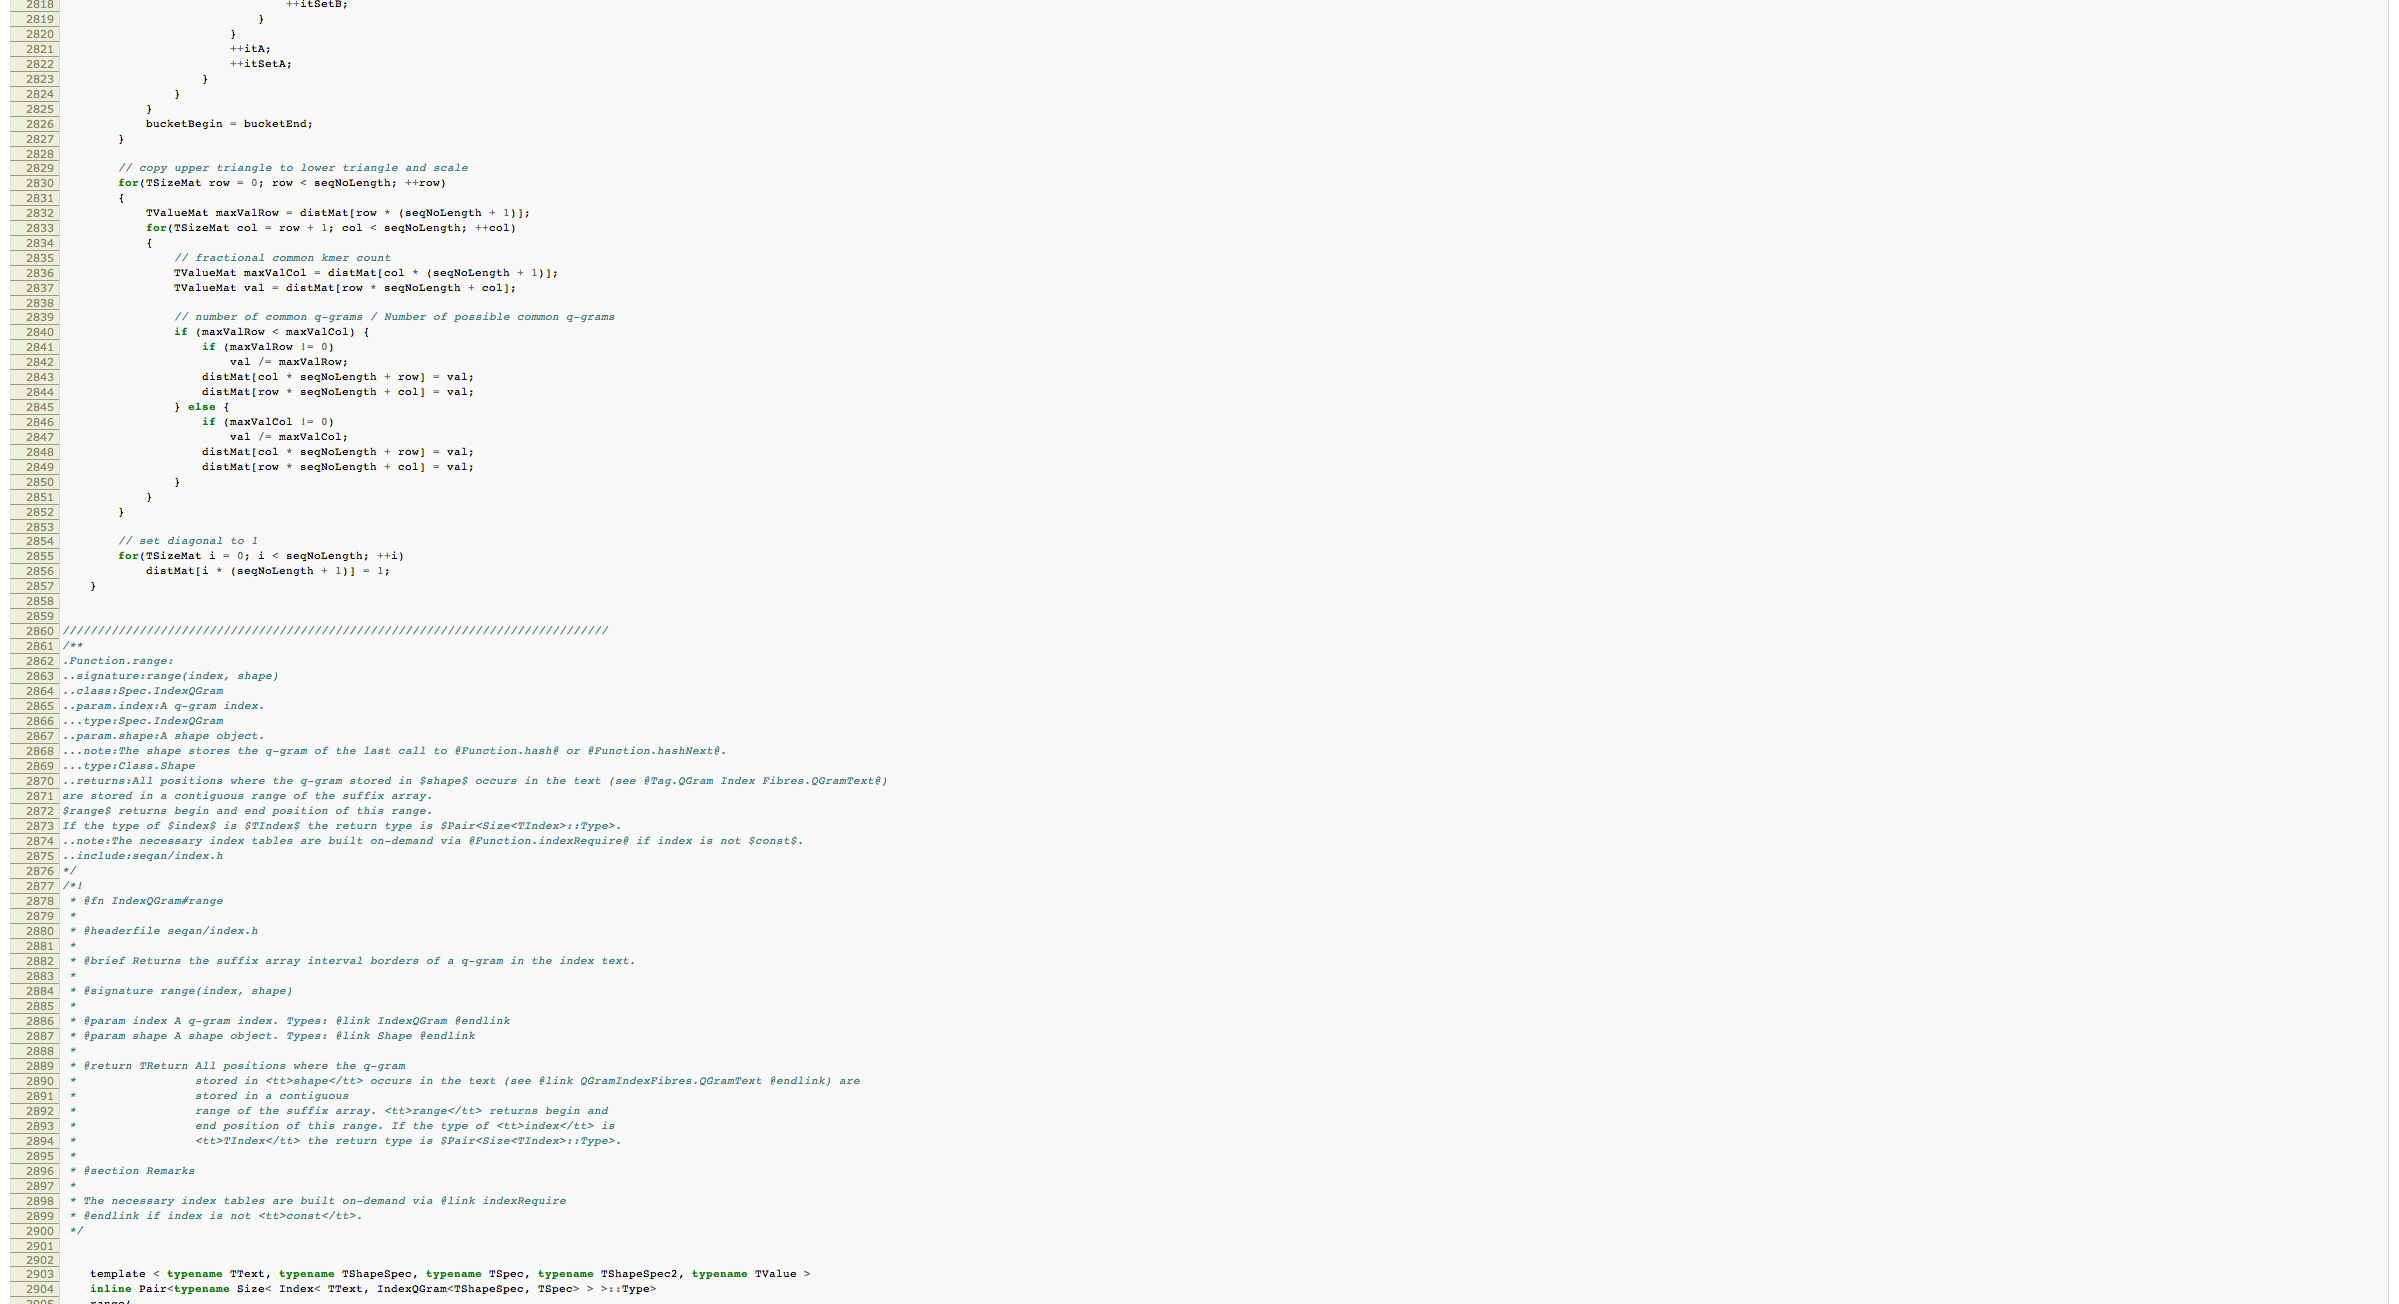 2818                                 ++itSetB;
2819                             }
2820                         }
2821                         ++itA;
2822                         ++itSetA;
2823                     }
2824                 }
2825             }
2826             bucketBegin = bucketEnd;
2827         }
2828
2829         // copy upper triangle to lower triangle and scale
2830         for(TSizeMat row = 0; row < seqNoLength; ++row)
2831         {
2832             TValueMat maxValRow = distMat[row * (seqNoLength + 1)];
2833             for(TSizeMat col = row + 1; col < seqNoLength; ++col)
2834             {
2835                 // fractional common kmer count
2836                 TValueMat maxValCol = distMat[col * (seqNoLength + 1)];
2837                 TValueMat val = distMat[row * seqNoLength + col];
2838
2839                 // number of common q-grams / Number of possible common q-grams
2840                 if (maxValRow < maxValCol) {
2841                     if (maxValRow != 0)
2842                         val /= maxValRow;
2843                     distMat[col * seqNoLength + row] = val;
2844                     distMat[row * seqNoLength + col] = val;
2845                 } else {
2846                     if (maxValCol != 0)
2847                         val /= maxValCol;
2848                     distMat[col * seqNoLength + row] = val;
2849                     distMat[row * seqNoLength + col] = val;
2850                 }
2851             }
2852         }
2853
2854         // set diagonal to 1
2855         for(TSizeMat i = 0; i < seqNoLength; ++i)
2856             distMat[i * (seqNoLength + 1)] = 1;
2857     }
2858
2859
2860 //////////////////////////////////////////////////////////////////////////////
2861 /**
2862 .Function.range:
2863 ..signature:range(index, shape)
2864 ..class:Spec.IndexQGram
2865 ..param.index:A q-gram index.
2866 ...type:Spec.IndexQGram
2867 ..param.shape:A shape object.
2868 ...note:The shape stores the q-gram of the last call to @Function.hash@ or @Function.hashNext@.
2869 ...type:Class.Shape
2870 ..returns:All positions where the q-gram stored in $shape$ occurs in the text (see @Tag.QGram Index Fibres.QGramText@)
2871 are stored in a contiguous range of the suffix array.
2872 $range$ returns begin and end position of this range.
2873 If the type of $index$ is $TIndex$ the return type is $Pair<Size<TIndex>::Type>.
2874 ..note:The necessary index tables are built on-demand via @Function.indexRequire@ if index is not $const$.
2875 ..include:seqan/index.h
2876 */
2877 /*!
2878  * @fn IndexQGram#range
2879  *
2880  * @headerfile seqan/index.h
2881  *
2882  * @brief Returns the suffix array interval borders of a q-gram in the index text.
2883  *
2884  * @signature range(index, shape)
2885  *
2886  * @param index A q-gram index. Types: @link IndexQGram @endlink
2887  * @param shape A shape object. Types: @link Shape @endlink
2888  *
2889  * @return TReturn All positions where the q-gram
2890  *                 stored in <tt>shape</tt> occurs in the text (see @link QGramIndexFibres.QGramText @endlink) are
2891  *                 stored in a contiguous
2892  *                 range of the suffix array. <tt>range</tt> returns begin and
2893  *                 end position of this range. If the type of <tt>index</tt> is
2894  *                 <tt>TIndex</tt> the return type is $Pair<Size<TIndex>::Type>.
2895  *
2896  * @section Remarks
2897  *
2898  * The necessary index tables are built on-demand via @link indexRequire
2899  * @endlink if index is not <tt>const</tt>.
2900  */
2901
2902
2903     template < typename TText, typename TShapeSpec, typename TSpec, typename TShapeSpec2, typename TValue >
2904     inline Pair<typename Size< Index< TText, IndexQGram<TShapeSpec, TSpec> > >::Type>
2905     range(